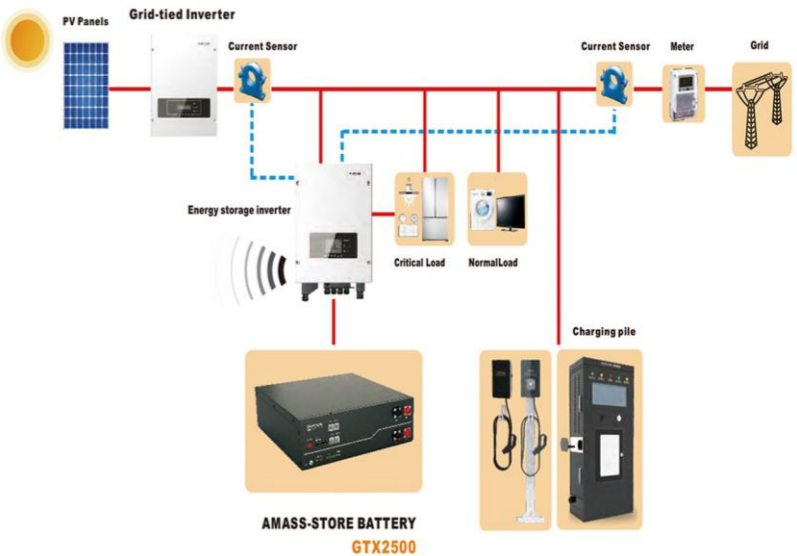 Grid-tied Inverter
PV Panels
Current Sensor
Current Sensor
Meter
Grid
Energy storage inverter
Critical Load
NormalLoad
Charging pile
AMASS-STORE BATTERY
GTX2500